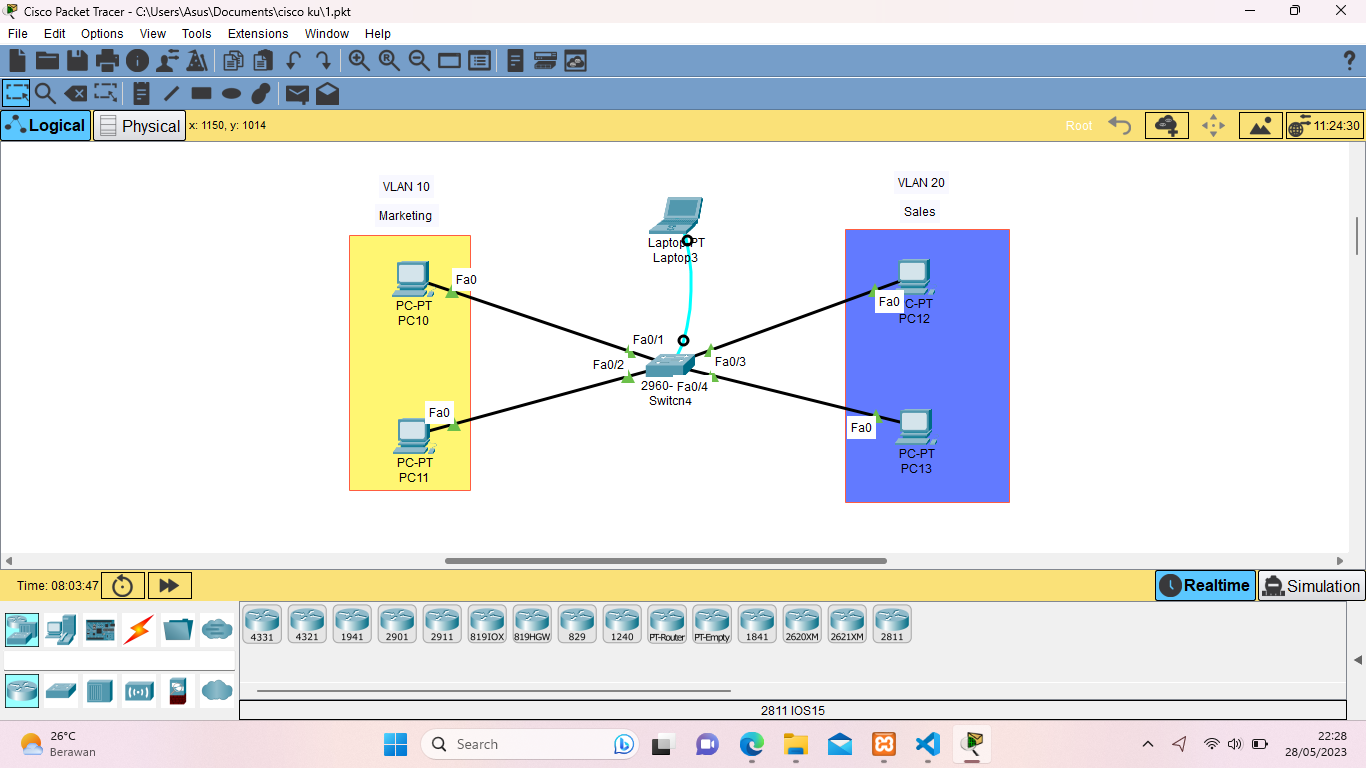 Cisco Packet Tracer - C:\Users\Asus\Documents\cisco ku\1.pkt
File Edit Options View Tools Extensions Window Help
Logical Physical x: 1150, y: 1014 Root 11:24:30
VLAN 10
Marketing
VLAN 20
Sales
Laptop-PT
Laptop3
Fa0
PC-PT
PC10
Fa0
PC-PT
PC12
Fa0/1
Fa0/2
Fa0/3
2960- Fa0/4
Switch4
Fa0
PC-PT
PC11
Fa0
PC-PT
PC13
Time: 08:03:47 Realtime Simulation
4331 4321 1941 2901 2911 819IOX 819HGW 829 1240 PT-Router PT-Empty 1841 2620XM 2621XM 2811
2811 IOS15
26°C
Berawan
Search
22:28
28/05/2023